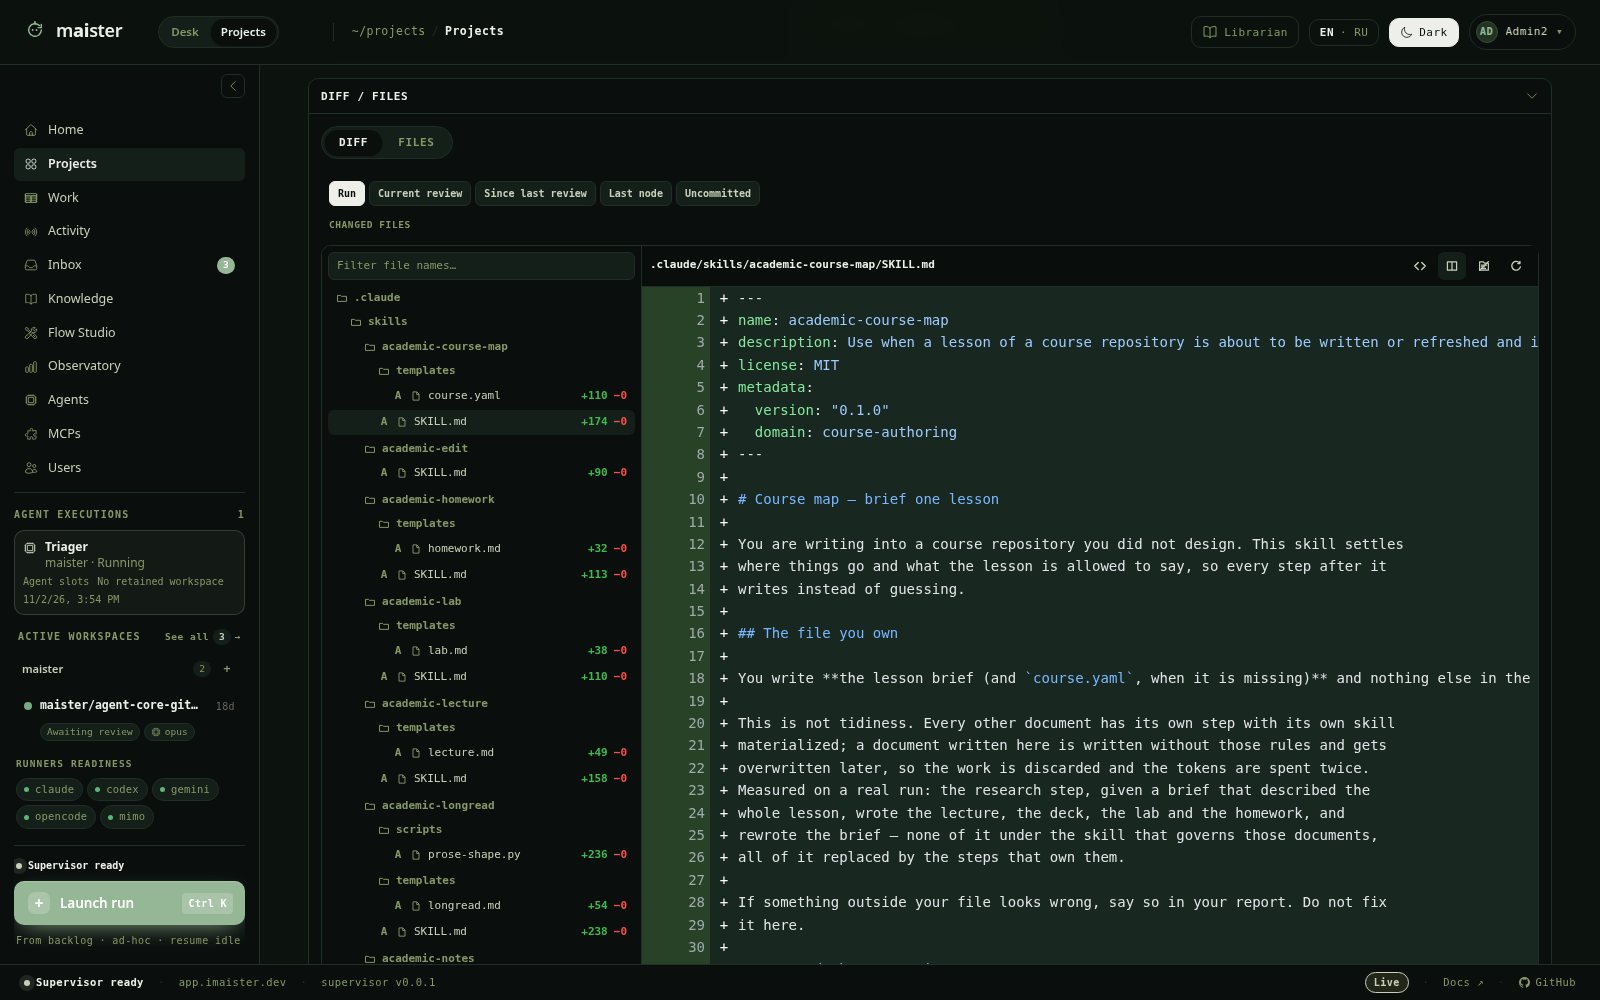 maister
Desk
Projects
~/projects / Projects
Librarian
EN · RU
Dark
AD
Admin2
Home
Projects
Work
Activity
Inbox
3
Knowledge
Flow Studio
Observatory
Agents
MCPs
Users
AGENT EXECUTIONS
1
Triager
maister · Running
Agent slots No retained workspace
11/2/26, 3:54 PM
ACTIVE WORKSPACES
See all 3 →
maister
2 +
maister/agent-core-git…
18d
Awaiting review
opus
RUNNERS READINESS
claude
codex
gemini
opencode
mimo
Supervisor ready
+ Launch run
Ctrl K
From backlog · ad-hoc · resume idle
DIFF / FILES
DIFF
FILES
Run
Current review
Since last review
Last node
Uncommitted
CHANGED FILES
Filter file names…
.claude
skills
academic-course-map
templates
A course.yaml +110 −0
A SKILL.md +174 −0
academic-edit
A SKILL.md +90 −0
academic-homework
templates
A homework.md +32 −0
A SKILL.md +113 −0
academic-lab
templates
A lab.md +38 −0
A SKILL.md +110 −0
academic-lecture
templates
A lecture.md +49 −0
A SKILL.md +158 −0
academic-longread
scripts
A prose-shape.py +236 −0
templates
A longread.md +54 −0
A SKILL.md +238 −0
academic-notes
.claude/skills/academic-course-map/SKILL.md
1 + ---
2 + name: academic-course-map
3 + description: Use when a lesson of a course repository is about to be written or refreshed and i
4 + license: MIT
5 + metadata:
6 +   version: "0.1.0"
7 +   domain: course-authoring
8 + ---
9 +
10 + # Course map — brief one lesson
11 +
12 + You are writing into a course repository you did not design. This skill settles
13 + where things go and what the lesson is allowed to say, so every step after it
14 + writes instead of guessing.
15 +
16 + ## The file you own
17 +
18 + You write **the lesson brief (and `course.yaml`, when it is missing)** and nothing else in the
19 +
20 + This is not tidiness. Every other document has its own step with its own skill
21 + materialized; a document written here is written without those rules and gets
22 + overwritten later, so the work is discarded and the tokens are spent twice.
23 + Measured on a real run: the research step, given a brief that described the
24 + whole lesson, wrote the lecture, the deck, the lab and the homework, and
25 + rewrote the brief — none of it under the skill that governs those documents,
26 + all of it replaced by the steps that own them.
27 +
28 + If something outside your file looks wrong, say so in your report. Do not fix
29 + it here.
30 +
Supervisor ready · app.imaister.dev · supervisor v0.0.1
Live · Docs ↗ · GitHub